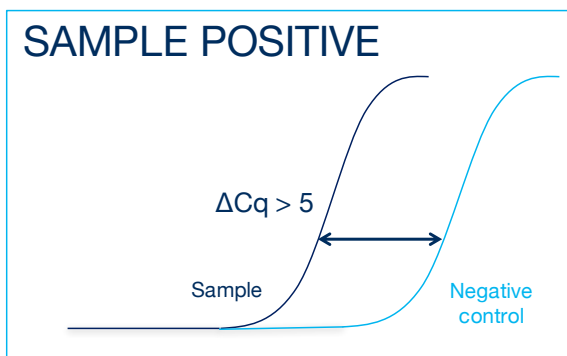 SAMPLE POSITIVE
ΔCq > 5
Sample
Negative
control